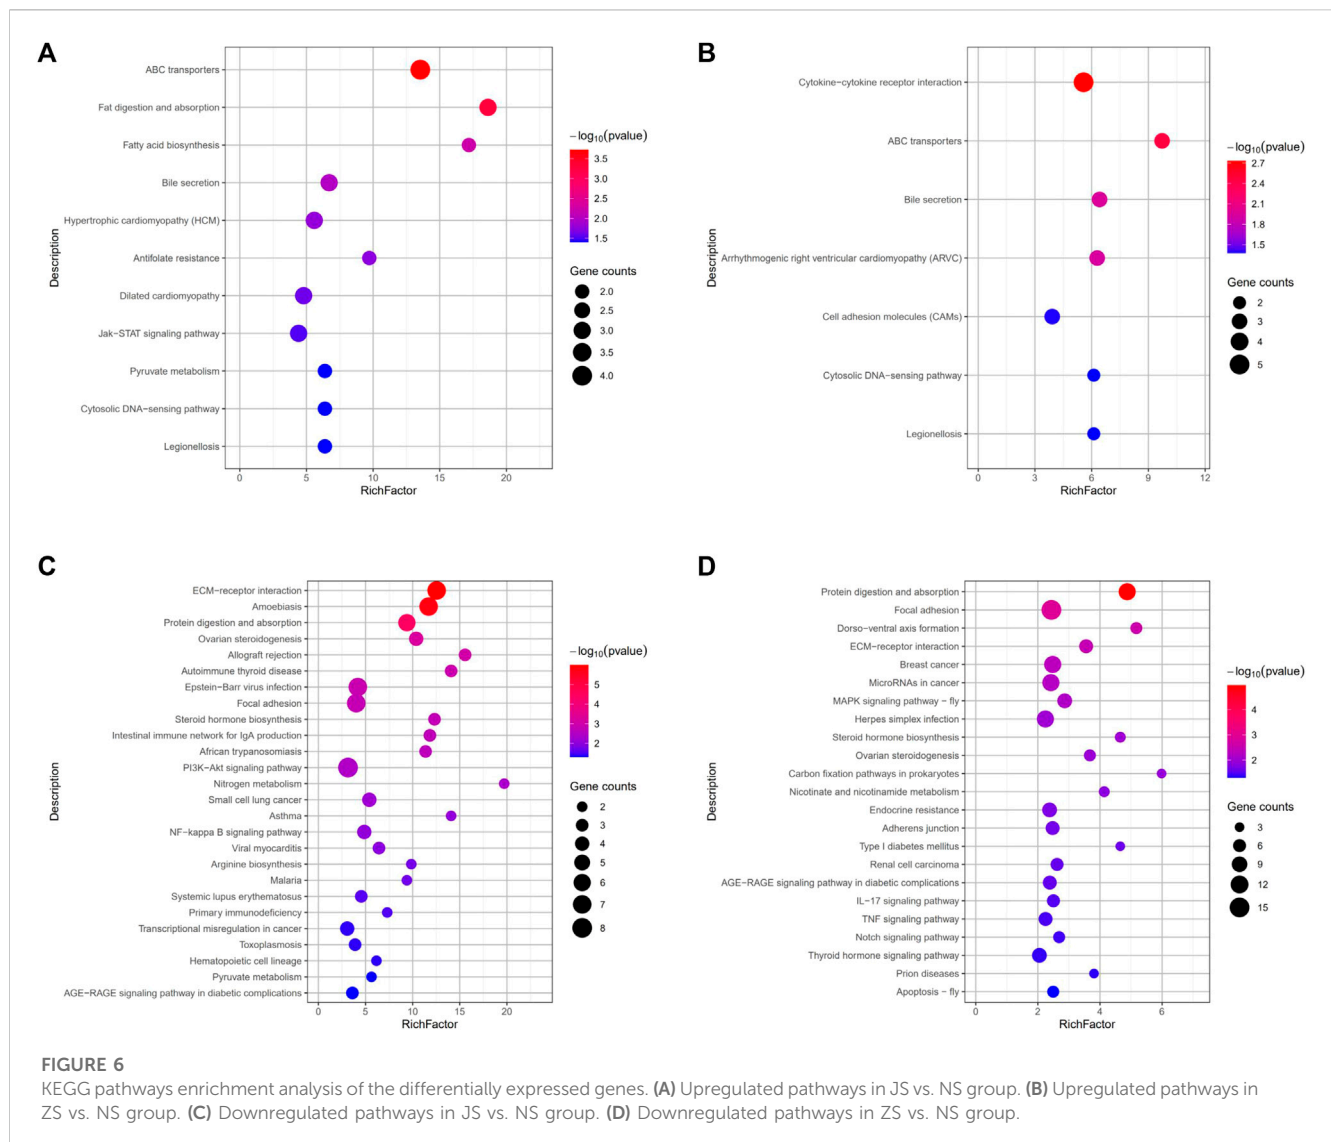 A
ABC transporters
Fat digestion and absorption
Fatty acid biosynthesis
Bile secretion
Hypertrophic cardiomyopathy (HCM)
Antifolate resistance
Dilated cardiomyopathy
Jak−STAT signaling pathway
Pyruvate metabolism
Cytosolic DNA−sensing pathway
Legionellosis
Description
0 5 10 15 20
RichFactor
−log10(pvalue)
3.5
3.0
2.5
2.0
1.5
Gene counts
2.0
2.5
3.0
3.5
4.0
B
Cytokine−cytokine receptor interaction
ABC transporters
Bile secretion
Arrhythmogenic right ventricular cardiomyopathy (ARVC)
Cell adhesion molecules (CAMs)
Cytosolic DNA−sensing pathway
Legionellosis
Description
0 3 6 9 12
RichFactor
−log10(pvalue)
2.7
2.4
2.1
1.8
1.5
Gene counts
2
3
4
5
C
ECM−receptor interaction
Amoebiasis
Protein digestion and absorption
Ovarian steroidogenesis
Allograft rejection
Autoimmune thyroid disease
Epstein−Barr virus infection
Focal adhesion
Steroid hormone biosynthesis
Intestinal immune network for IgA production
African trypanosomiasis
PI3K−Akt signaling pathway
Nitrogen metabolism
Small cell lung cancer
Asthma
NF−kappa B signaling pathway
Viral myocarditis
Arginine biosynthesis
Malaria
Systemic lupus erythematosus
Primary immunodeficiency
Transcriptional misregulation in cancer
Toxoplasmosis
Hematopoietic cell lineage
Pyruvate metabolism
AGE−RAGE signaling pathway in diabetic complications
Description
0 5 10 15 20
RichFactor
−log10(pvalue)
5
4
3
2
Gene counts
2
3
4
5
6
7
8
D
Protein digestion and absorption
Focal adhesion
Dorso−ventral axis formation
ECM−receptor interaction
Breast cancer
MicroRNAs in cancer
MAPK signaling pathway − fly
Herpes simplex infection
Steroid hormone biosynthesis
Ovarian steroidogenesis
Carbon fixation pathways in prokaryotes
Nicotinate and nicotinamide metabolism
Endocrine resistance
Adherens junction
Type I diabetes mellitus
Renal cell carcinoma
AGE−RAGE signaling pathway in diabetic complications
IL−17 signaling pathway
TNF signaling pathway
Notch signaling pathway
Thyroid hormone signaling pathway
Prion diseases
Apoptosis − fly
Description
0 2 4 6
RichFactor
−log10(pvalue)
4
3
2
Gene counts
3
6
9
12
15
FIGURE 6
KEGG pathways enrichment analysis of the differentially expressed genes. (A) Upregulated pathways in JS vs. NS group. (B) Upregulated pathways in
ZS vs. NS group. (C) Downregulated pathways in JS vs. NS group. (D) Downregulated pathways in ZS vs. NS group.